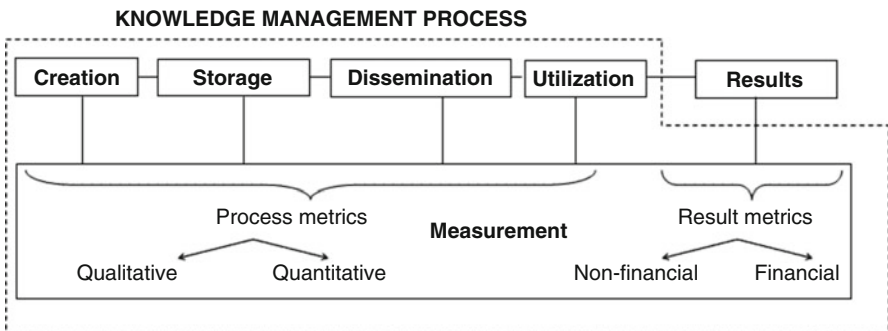 KNOWLEDGE MANAGEMENT PROCESS
Creation Storage Dissemination Utilization Results
Process metrics Result metrics
Measurement
Qualitative Quantitative Non-financial Financial